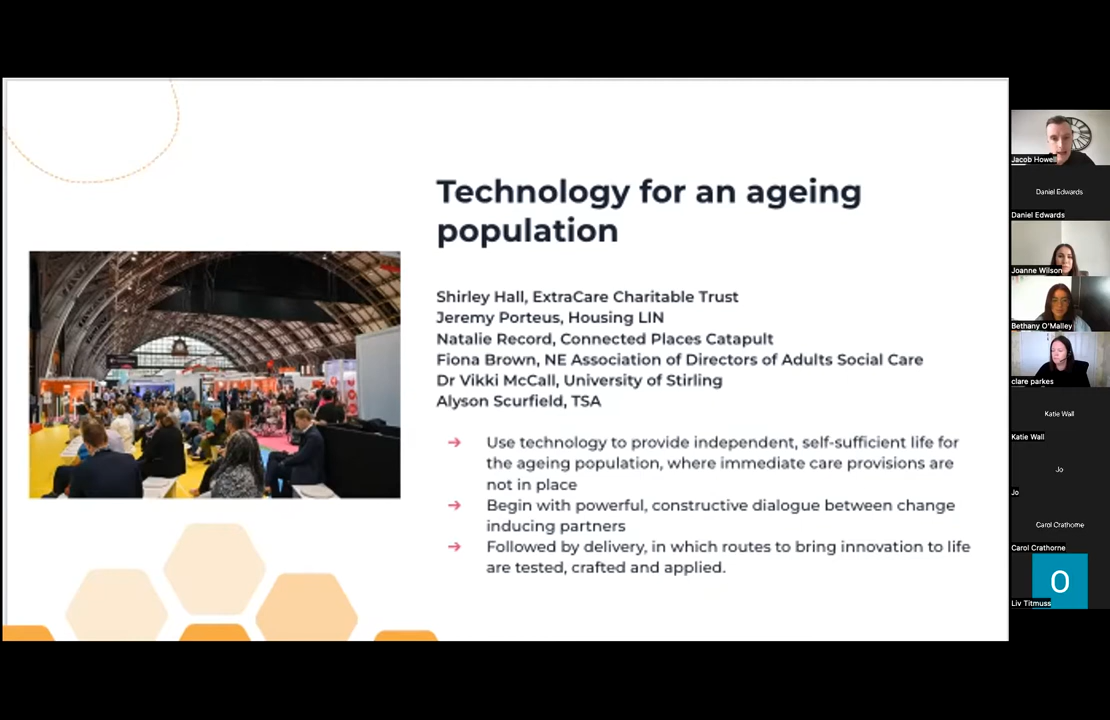 Technology for an ageing
population
Shirley Hall, ExtraCare Charitable Trust
Jeremy Porteus, Housing LIN
Natalie Record, Connected Places Catapult
Fiona Brown, NE Association of Directors of Adults Social Care
Dr Vikki McCall, University of Stirling
Alyson Scurfield, TSA
→ Use technology to provide independent, self-sufficient life for
the ageing population, where immediate care provisions are
not in place
→ Begin with powerful, constructive dialogue between change
inducing partners
→ Followed by delivery, in which routes to bring innovation to life
are tested, crafted and applied.
Jacob Howell
Daniel Edwards
Daniel Edwards
Joanne Wilson
Bethany O'Malley
clare parkes
Katie Wall
Katie Wall
Jo
Jo
Carol Crathorne
Carol Crathorne
O
Liv Titmuss